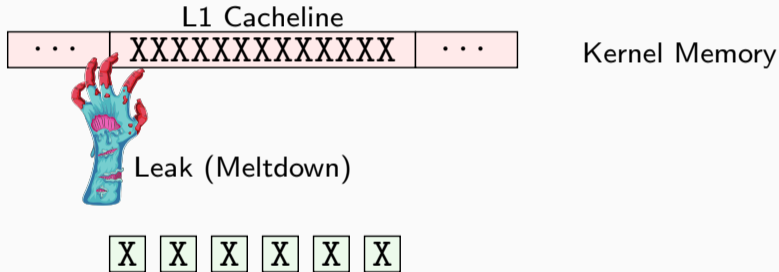 L1 Cacheline
··· XXXXXXXXXXXXX ··· Kernel Memory
Leak (Meltdown)
X X X X X X